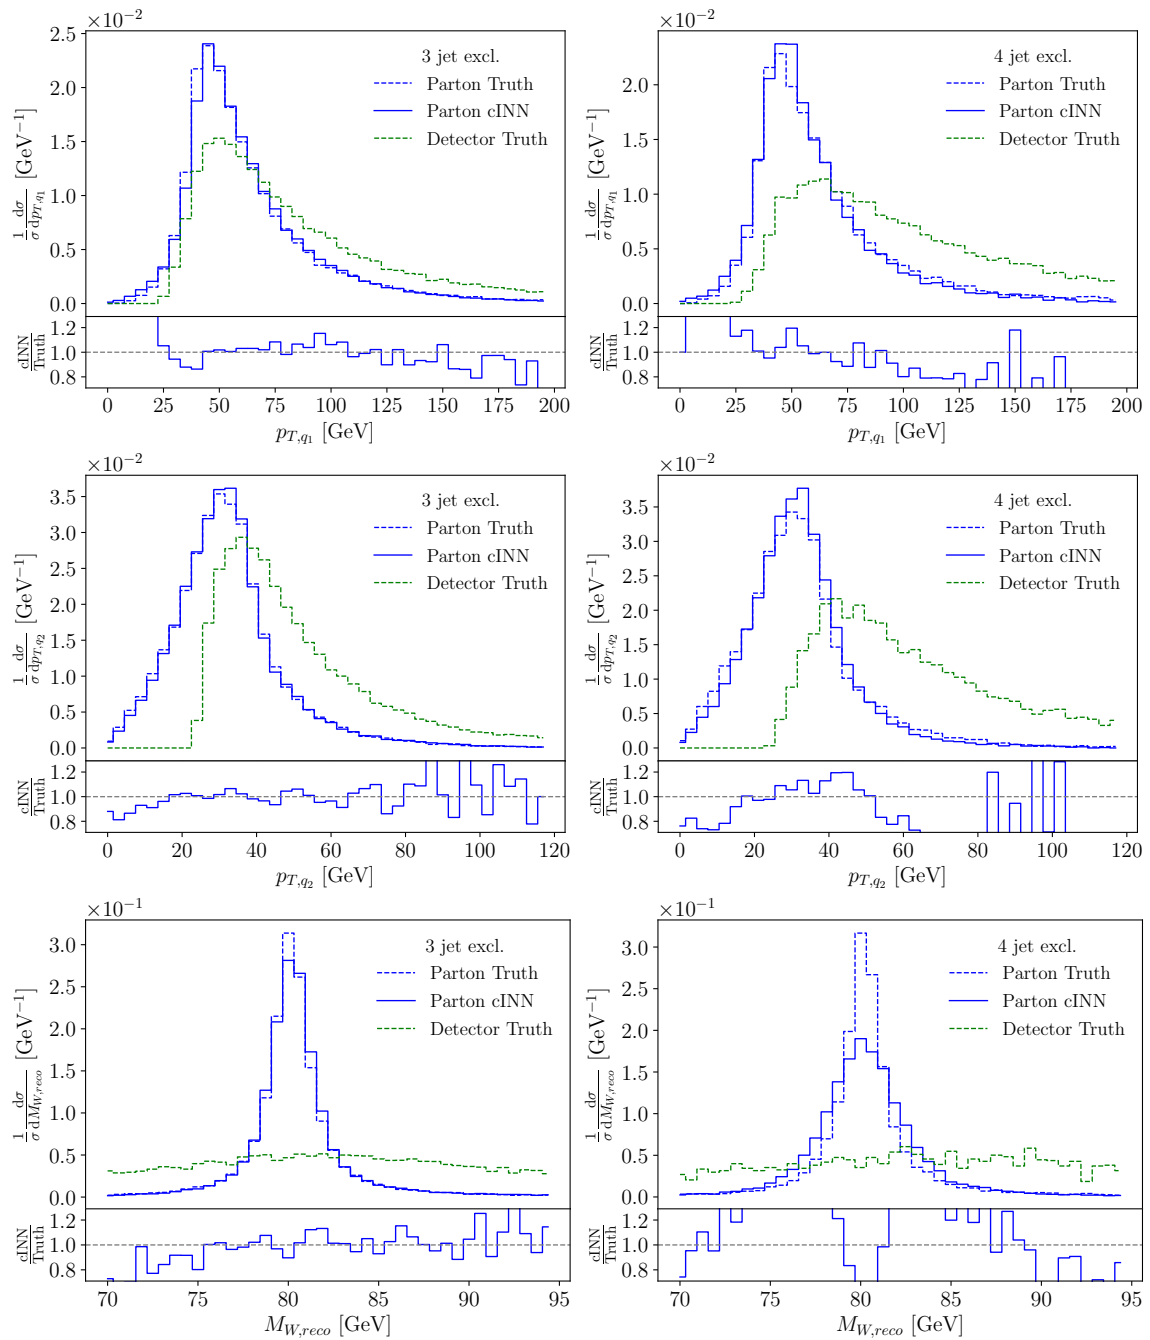 ×10⁻²
3 jet excl.
Parton Truth
Parton cINN
Detector Truth
1/σ dσ/dp_{T,q₁} [GeV⁻¹]
2.5
2.0
1.5
1.0
0.5
0.0
cINN/Truth
1.2
1.0
0.8
0 25 50 75 100 125 150 175 200
p_{T,q₁} [GeV]
×10⁻²
4 jet excl.
Parton Truth
Parton cINN
Detector Truth
1/σ dσ/dp_{T,q₁} [GeV⁻¹]
2.0
1.5
1.0
0.5
0.0
cINN/Truth
1.2
1.0
0.8
0 25 50 75 100 125 150 175 200
p_{T,q₁} [GeV]
×10⁻²
3 jet excl.
Parton Truth
Parton cINN
Detector Truth
1/σ dσ/dp_{T,q₂} [GeV⁻¹]
3.5
3.0
2.5
2.0
1.5
1.0
0.5
0.0
cINN/Truth
1.2
1.0
0.8
0 20 40 60 80 100 120
p_{T,q₂} [GeV]
×10⁻²
4 jet excl.
Parton Truth
Parton cINN
Detector Truth
1/σ dσ/dp_{T,q₂} [GeV⁻¹]
3.5
3.0
2.5
2.0
1.5
1.0
0.5
0.0
cINN/Truth
1.2
1.0
0.8
0 20 40 60 80 100 120
p_{T,q₂} [GeV]
×10⁻¹
3 jet excl.
Parton Truth
Parton cINN
Detector Truth
1/σ dσ/dM_{W,reco} [GeV⁻¹]
3.0
2.5
2.0
1.5
1.0
0.5
0.0
cINN/Truth
1.2
1.0
0.8
70 75 80 85 90 95
M_{W,reco} [GeV]
×10⁻¹
4 jet excl.
Parton Truth
Parton cINN
Detector Truth
1/σ dσ/dM_{W,reco} [GeV⁻¹]
3.0
2.5
2.0
1.5
1.0
0.5
0.0
cINN/Truth
1.2
1.0
0.8
70 75 80 85 90 95
M_{W,reco} [GeV]